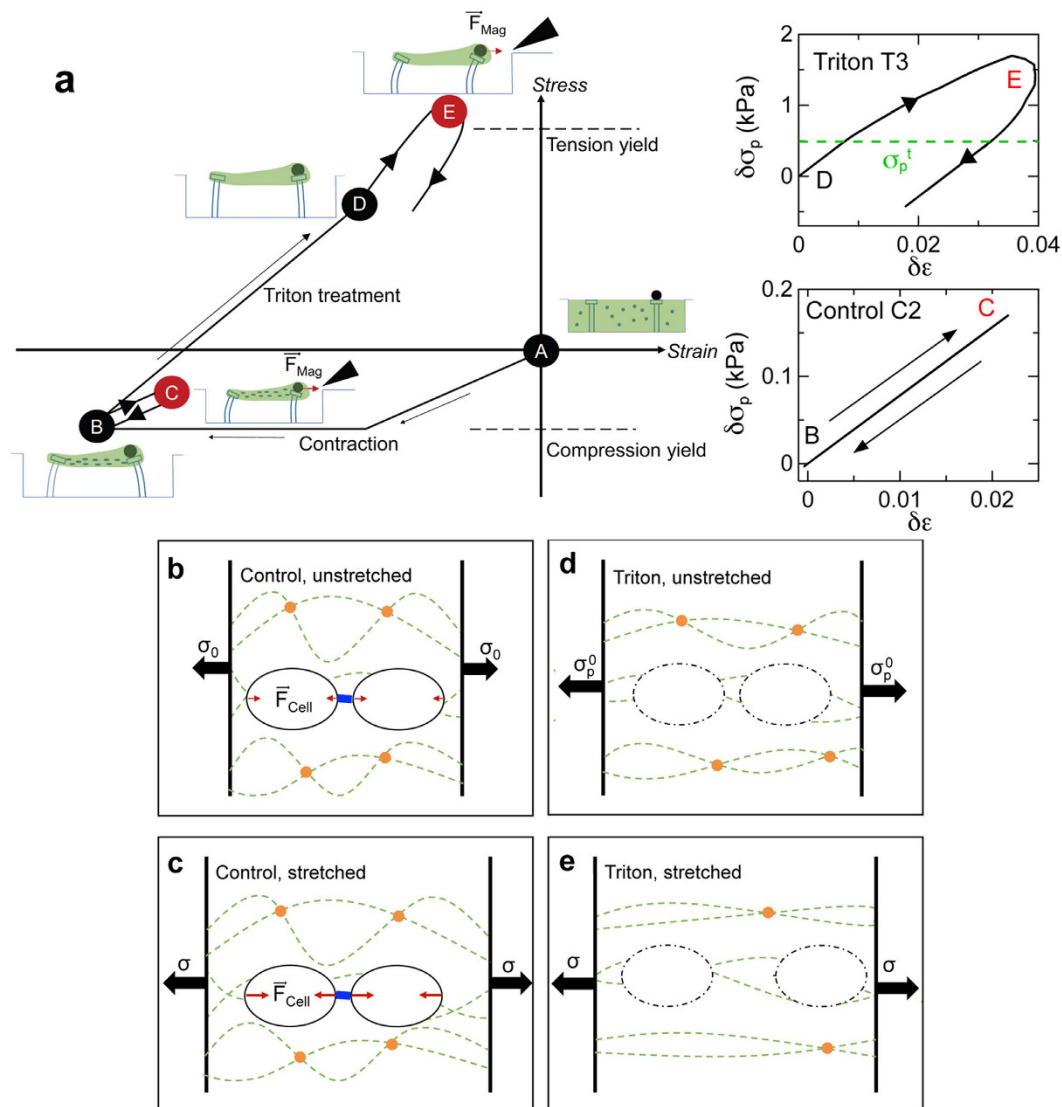 a
F⃗Mag
Stress
E
Tension yield
D
Triton treatment
A
Strain
F⃗Mag
C
B
Contraction
Compression yield
2
1
0
δσp (kPa)
Triton T3
E
σpt
D
0
0.02
0.04
δε
0.2
0.1
0
δσp (kPa)
Control C2
C
B
0
0.01
0.02
δε
b
Control, unstretched
σ0
σ0
F⃗Cell
d
Triton, unstretched
σp0
σp0
c
Control, stretched
σ
σ
F⃗Cell
e
Triton, stretched
σ
σ